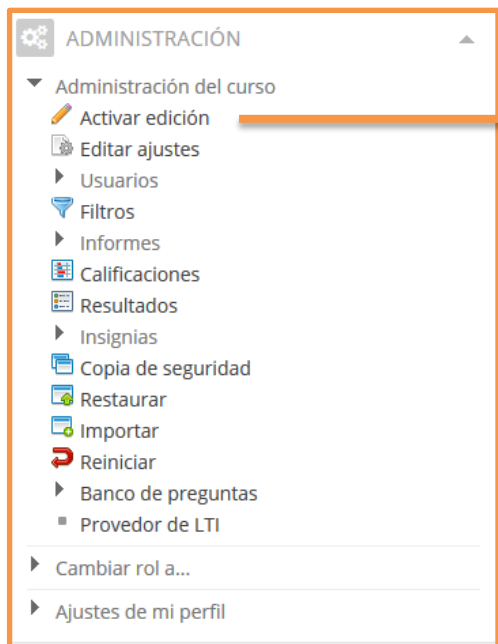 ADMINISTRACIÓN
Administración del curso
Activar edición
Editar ajustes
Usuarios
Filtros
Informes
Calificaciones
Resultados
Insignias
Copia de seguridad
Restaurar
Importar
Reiniciar
Banco de preguntas
Provedor de LTI
Cambiar rol a...
Ajustes de mi perfil